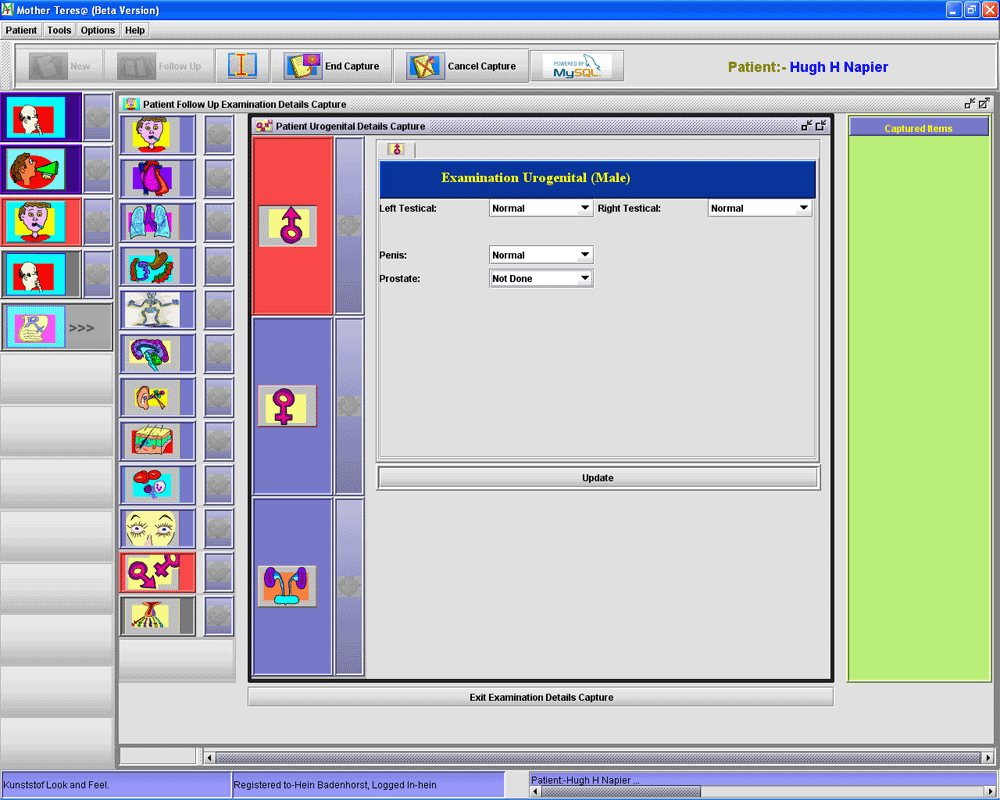 Mother Teres@ (Beta Version)
Patient Tools Options Help
New Follow Up End Capture Cancel Capture POWERED BY MySQL Patient:- Hugh H Napier
Patient Follow Up Examination Details Capture
Patient Urogenital Details Capture
Captured Items
Examination Urogenital (Male)
Left Testical: Normal Right Testical: Normal
Penis: Normal
Prostate: Not Done
>>>
Update
Exit Examination Details Capture
Kunststof Look and Feel. Registered to-Hein Badenhorst, Logged In-hein Patient:-Hugh H Napier ...